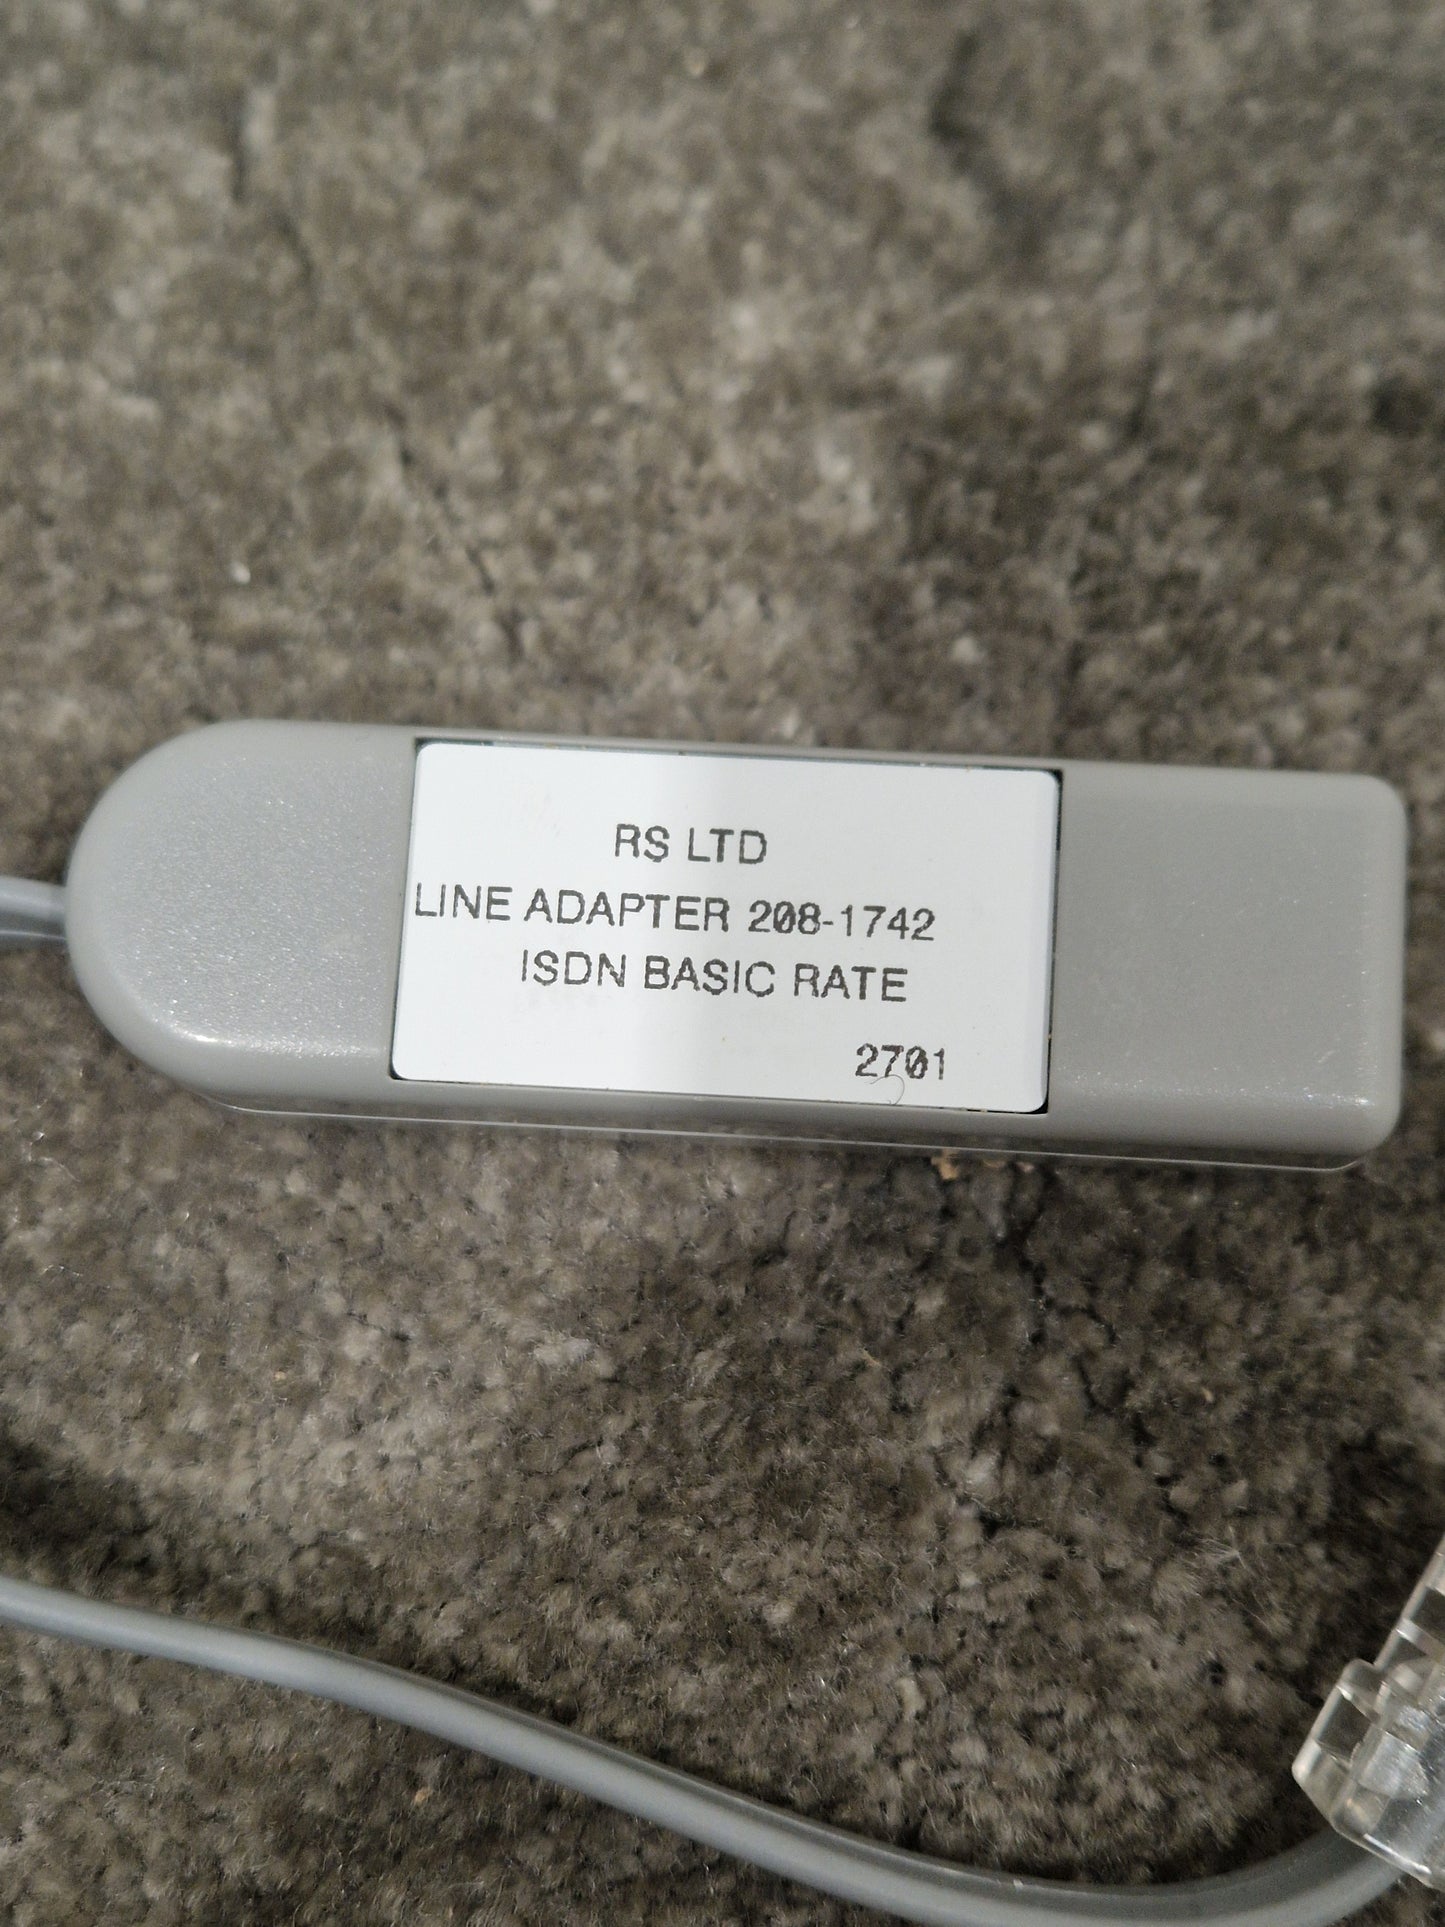 RS LTD
LINE ADAPTER 208-1742
ISDN BASIC RATE
2701